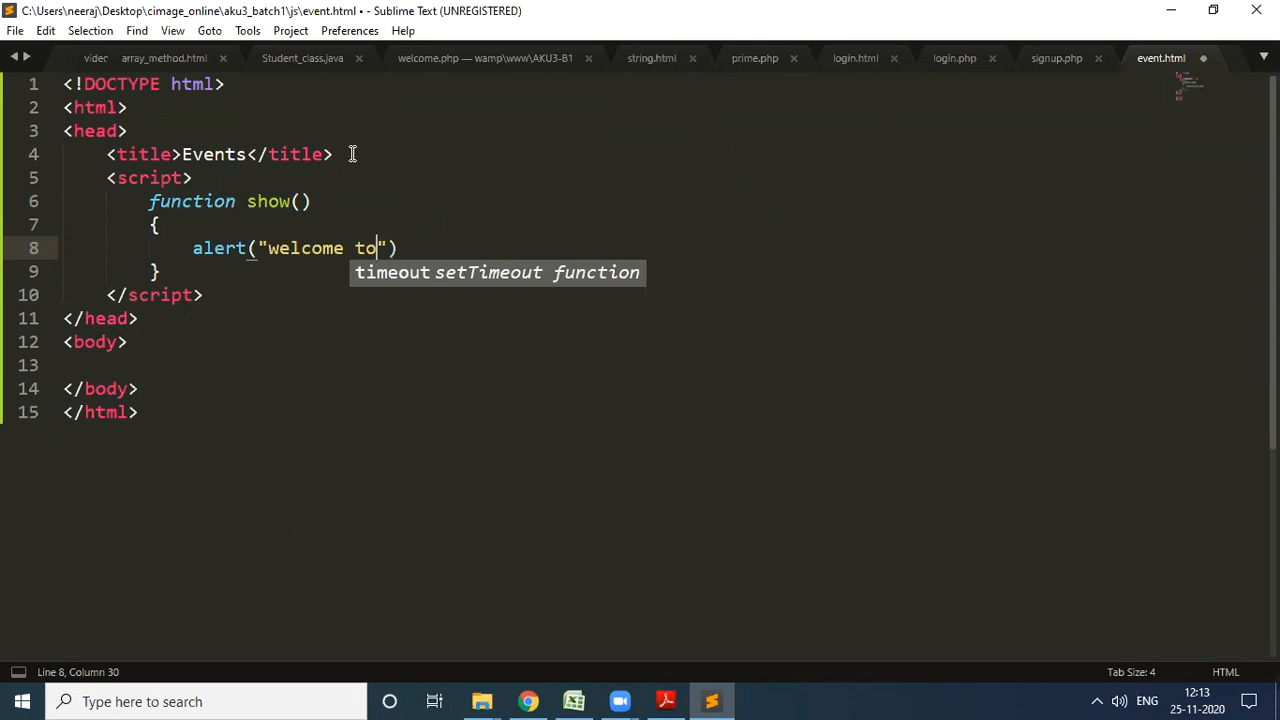 C:\Users\neeraj\Desktop\cimage_online\aku3_batch1\js\event.html • - Sublime Text (UNREGISTERED)
File Edit Selection Find View Goto Tools Project Preferences Help
video array_method.html Student_class.java welcome.php — wamp\www\AKU3-B1 string.html prime.php login.html login.php signup.php event.html
1 <!DOCTYPE html>
2 <html>
3 <head>
4 <title>Events</title>
5 <script>
6 function show()
7 {
8 alert("welcome to")
timeout setTimeout function
9 }
10 </script>
11 </head>
12 <body>
13
14 </body>
15 </html>
Line 8, Column 30 Tab Size: 4 HTML
Type here to search ENG 12:13
25-11-2020